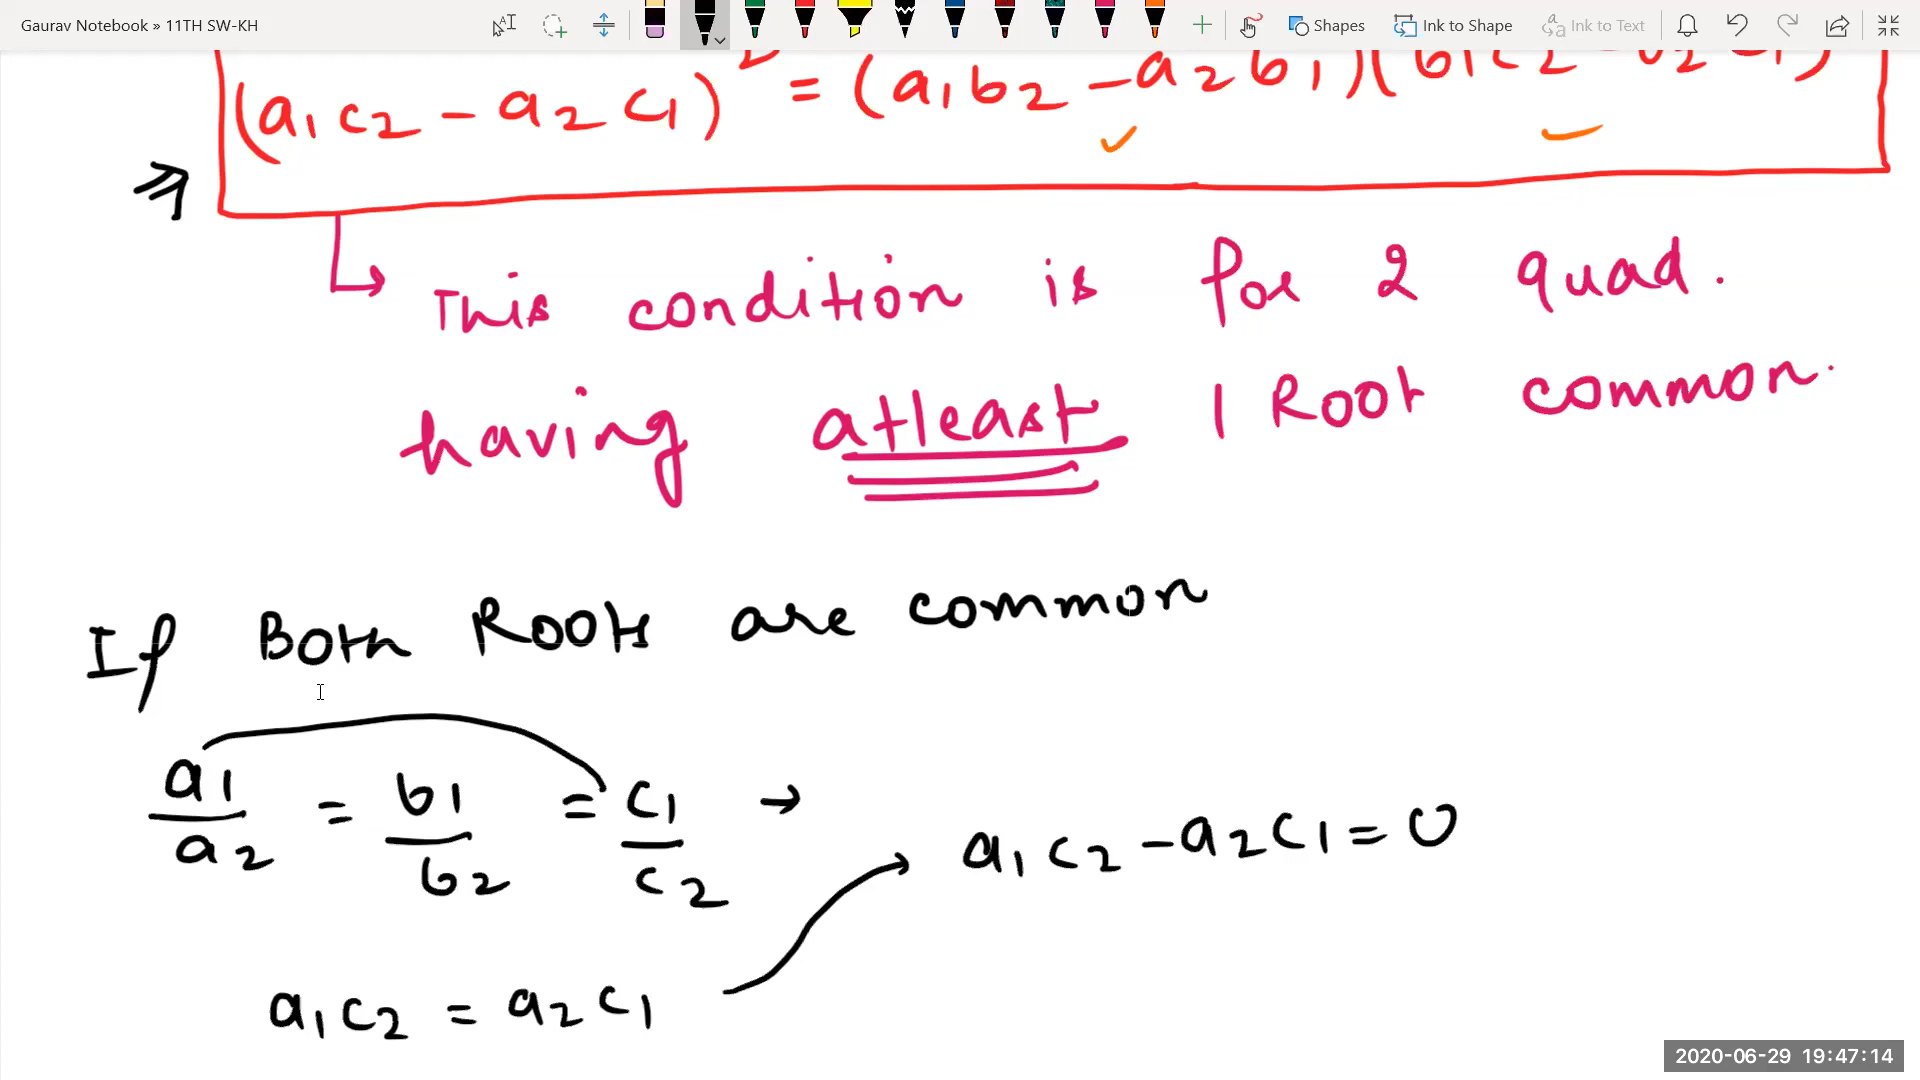 Gaurav Notebook » 11TH SW-KH
Shapes
Ink to Shape
Ink to Text
(a1c2 - a2c1)² = (a1b2 - a2b1)(b1c2 - b2c1)
This condition is for 2 quad.
having atleast 1 Root common.
If Both Roots are common
a1/a2 = b1/b2 = c1/c2 →
a1c2 - a2c1 = 0
a1c2 = a2c1
2020-06-29 19:47:14